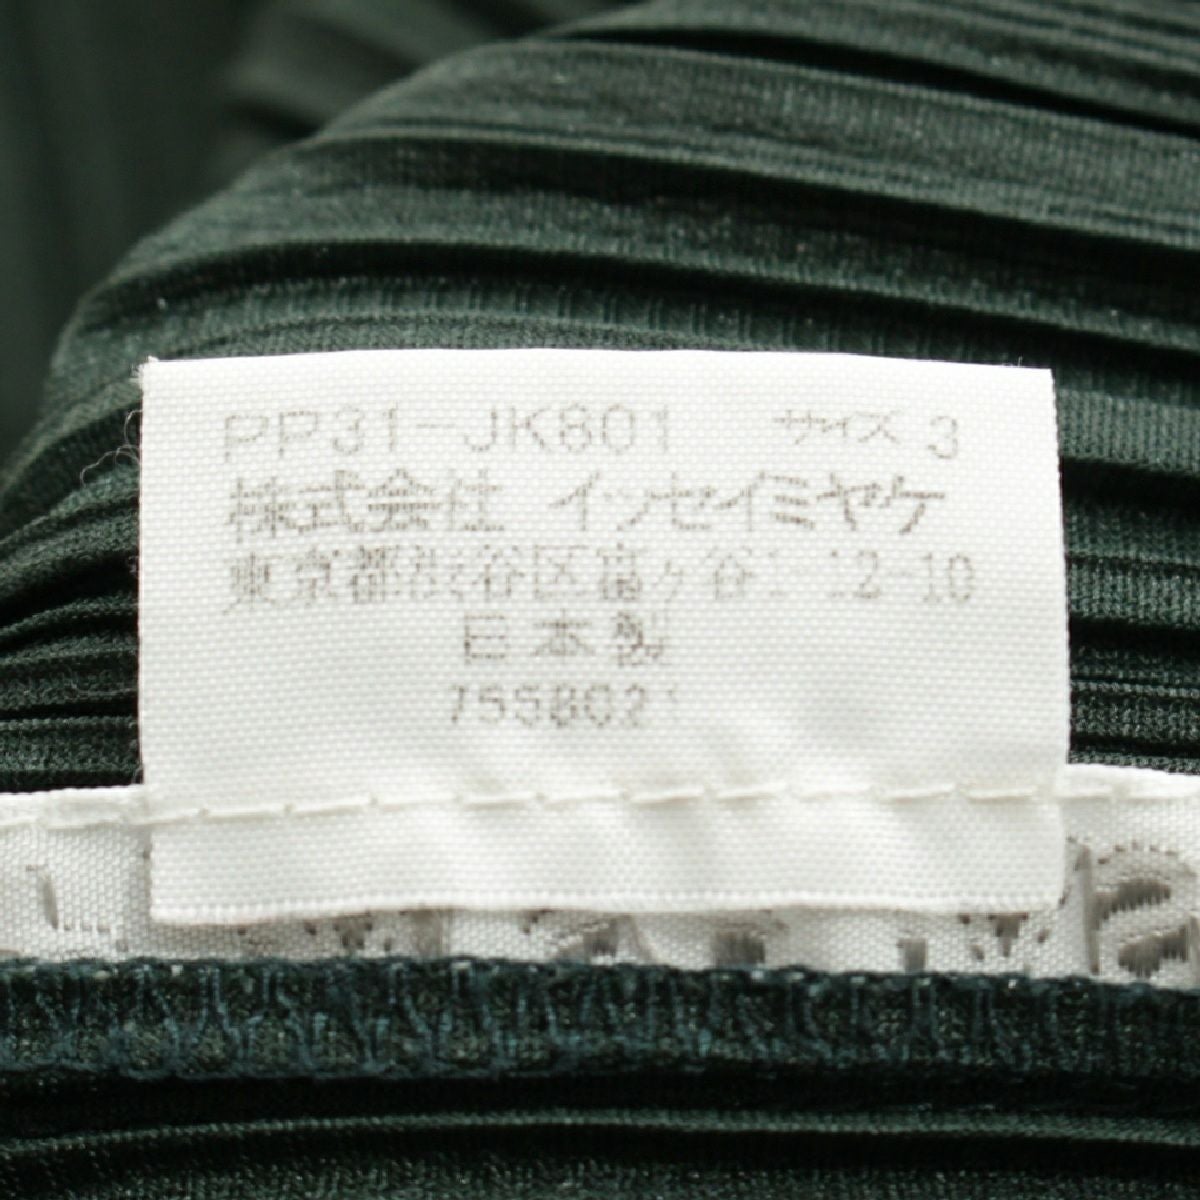 PP31-JK801 サイズ 3
株式会社 イッセイミヤケ
東京都渋谷区富ヶ谷1-12-10
日本製
7558021